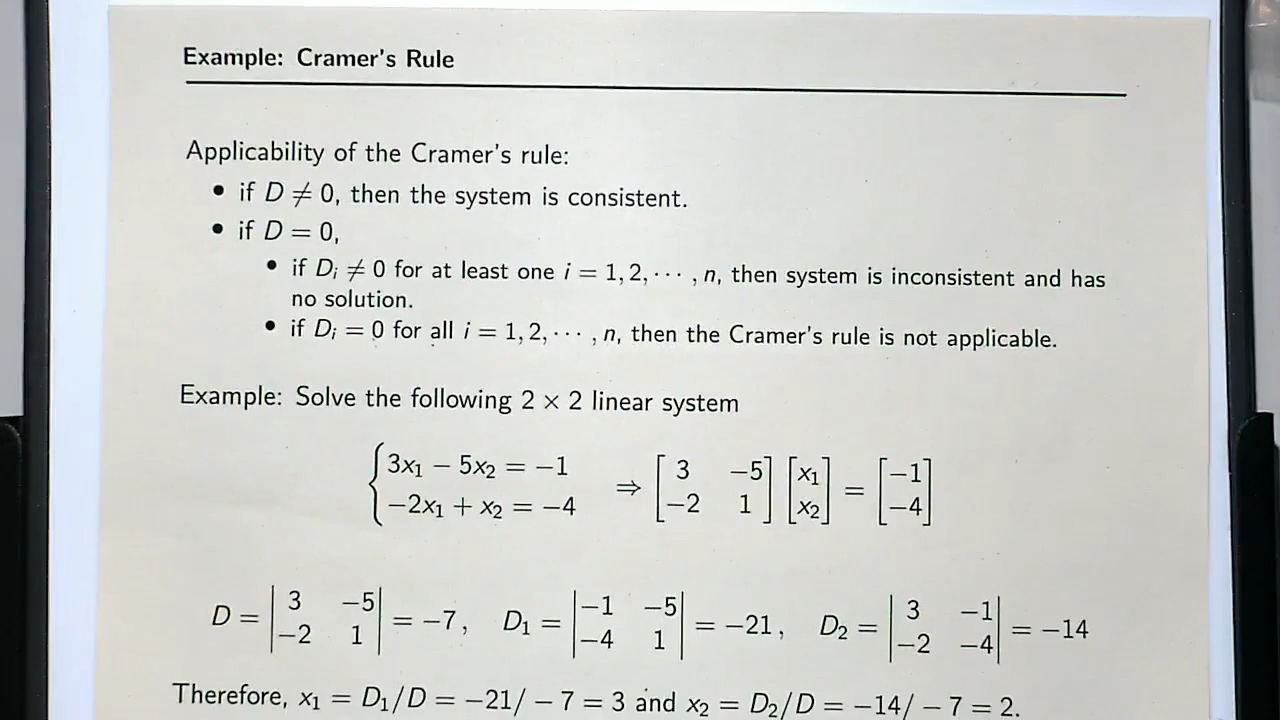 Example: Cramer's Rule
Applicability of the Cramer's rule:
• if D ≠ 0, then the system is consistent.
• if D = 0,
• if Dᵢ ≠ 0 for at least one i = 1, 2, ⋯ , n, then system is inconsistent and has
no solution.
• if Dᵢ = 0 for all i = 1, 2, ⋯ , n, then the Cramer's rule is not applicable.
Example: Solve the following 2 × 2 linear system
{3x₁ − 5x₂ = −1
−2x₁ + x₂ = −4 ⇒ [3 −5; −2 1] [x₁; x₂] = [−1; −4]
D = |3 −5; −2 1| = −7, D₁ = |−1 −5; −4 1| = −21, D₂ = |3 −1; −2 −4| = −14
Therefore, x₁ = D₁/D = −21/ − 7 = 3 and x₂ = D₂/D = −14/ − 7 = 2.